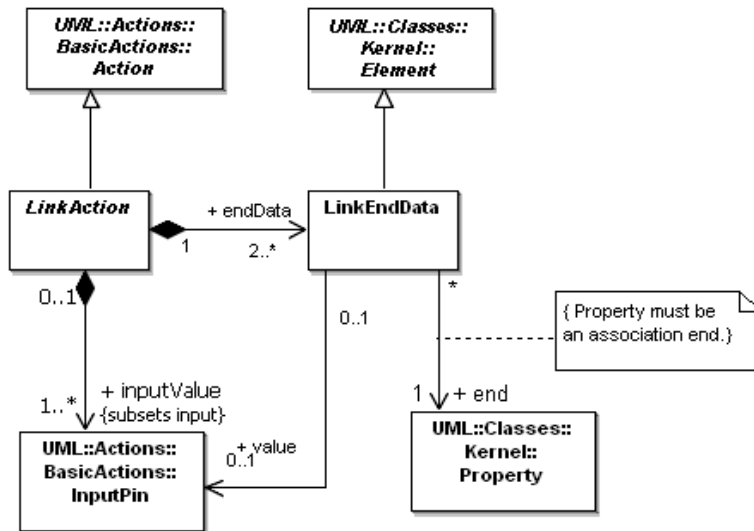 UML::Actions::
BasicActions::
Action
UML::Classes::
Kernel::
Element
LinkAction
+ endData
1
2..*
LinkEndData
0..1
*
0..1
{ Property must be
an association end.}
1..*
+ inputValue
{subsets input}
1
+ end
UML::Actions::
BasicActions::
InputPin
+ value
0..1
UML::Classes::
Kernel::
Property